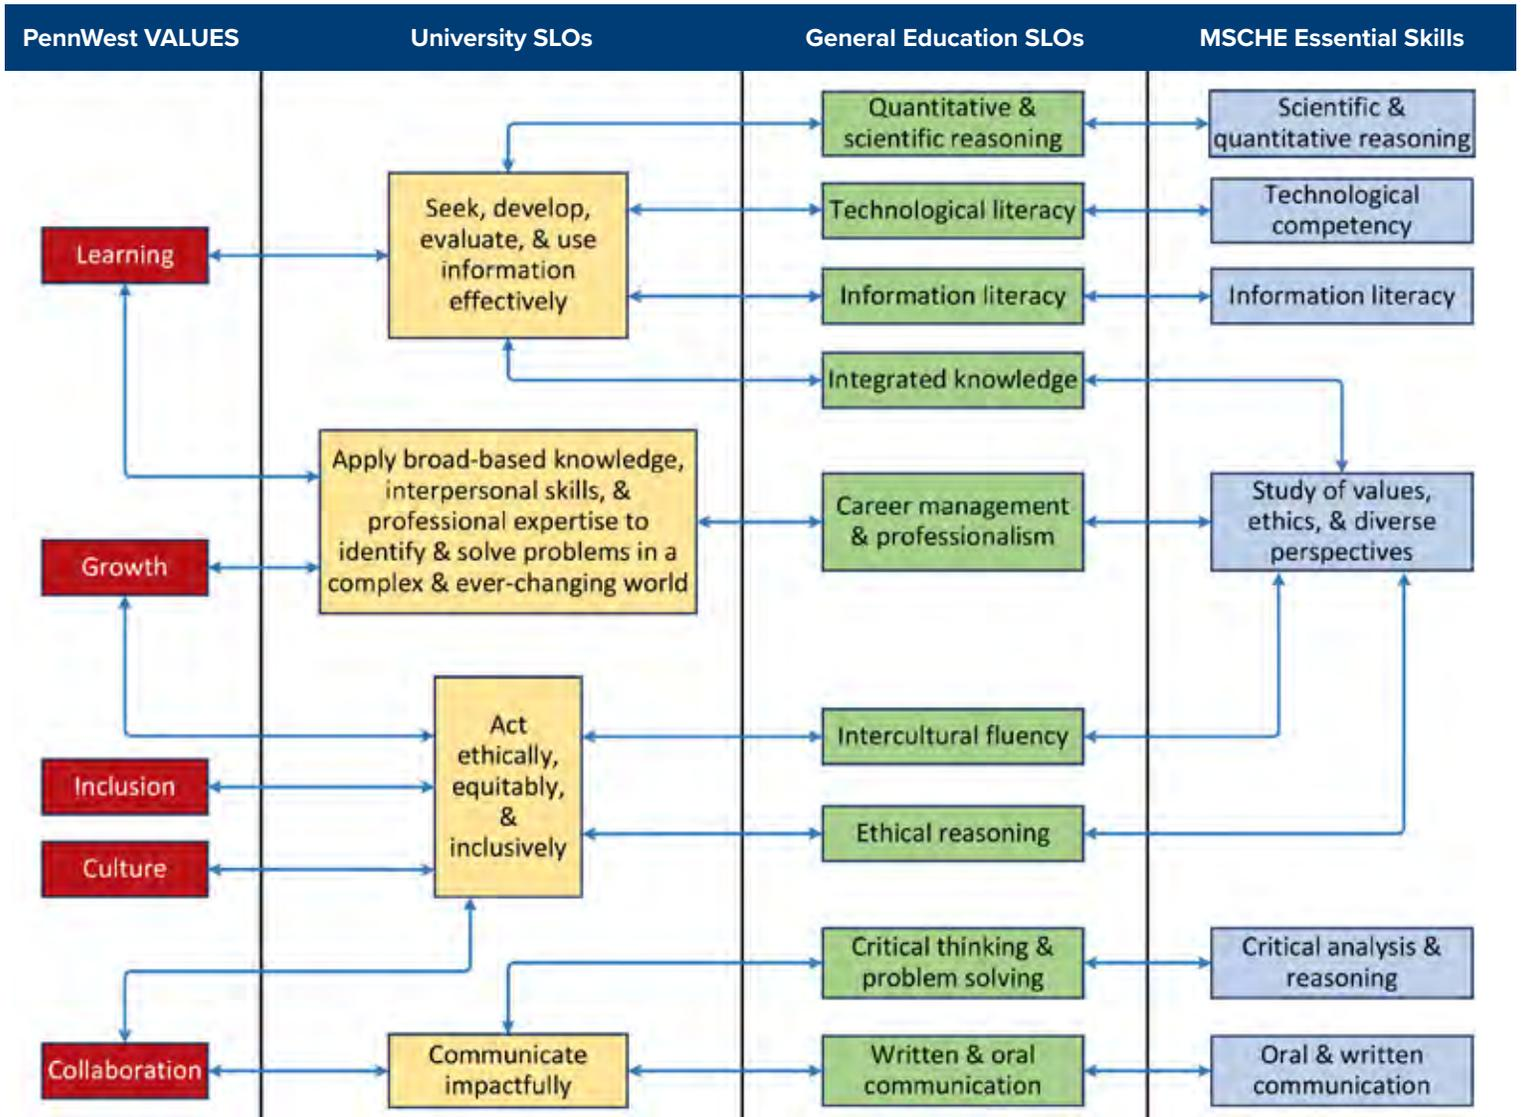 PennWest VALUES
University SLOs
General Education SLOs
MSCHE Essential Skills
Learning
Growth
Inclusion
Culture
Collaboration
Seek, develop,
evaluate, & use
information
effectively
Apply broad-based knowledge,
interpersonal skills, &
professional expertise to
identify & solve problems in a
complex & ever-changing world
Act
ethically,
equitably,
&
inclusively
Communicate
impactfully
Quantitative &
scientific reasoning
Technological literacy
Information literacy
Integrated knowledge
Career management
& professionalism
Intercultural fluency
Ethical reasoning
Critical thinking &
problem solving
Written & oral
communication
Scientific &
quantitative reasoning
Technological
competency
Information literacy
Study of values,
ethics, & diverse
perspectives
Critical analysis &
reasoning
Oral & written
communication